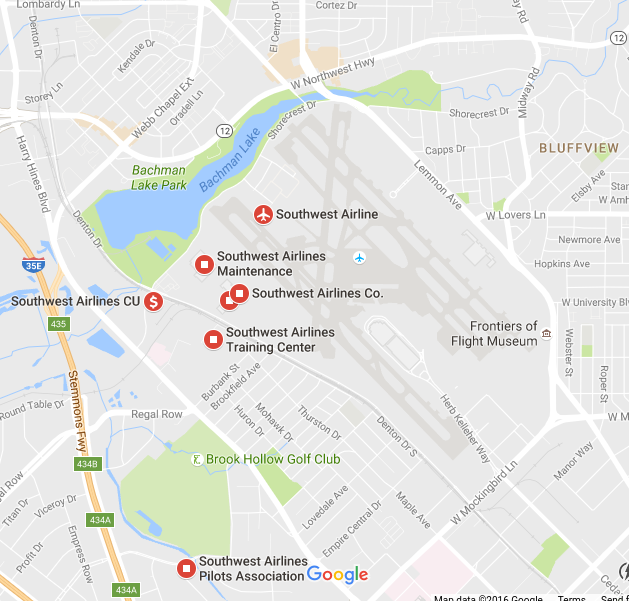 Lombardy Ln
Cortez Dr
El Centro Dr
Denton Dr
Kendale Dr
W Northwest Hwy
12
Midway Rd
Storey Ln
Webb Chapel Ext
Oradell Ln
Shorecrest Dr
Shorecrest Dr
12
Capps Dr
BLUFFVIEW
Harry Hines Blvd
Bachman Lake
Bachman
Lake Park
Lemmon Ave
Elsby Ave
W Lovers Ln
Denton Dr
Southwest Airline
Newmore Ave
Southwest Airlines
Maintenance
Hopkins Ave
35E
Southwest Airlines CU
Southwest Airlines Co.
W University Blv
435
Southwest Airlines
Training Center
Frontiers of
Flight Museum
Webster St
Roper St
Stemmons Fwy
Burbank St
Brookfield Ave
Herb Kelleher Way
Round Table Dr
Regal Row
Huron Dr
Mohawk Dr
Thurston Dr
Denton Dr S
W M
Manor Way
434B
Brook Hollow Golf Club
W Mockingbird Ln
gal Row
Titan Dr
Viceroy Dr
434A
Lovedale Ave
Maple Ave
Empire Central Dr
Profit Dr
Empress Row
434A
Southwest Airlines
Pilots Association
Google
Map data ©2016 Google
Terms
Send f